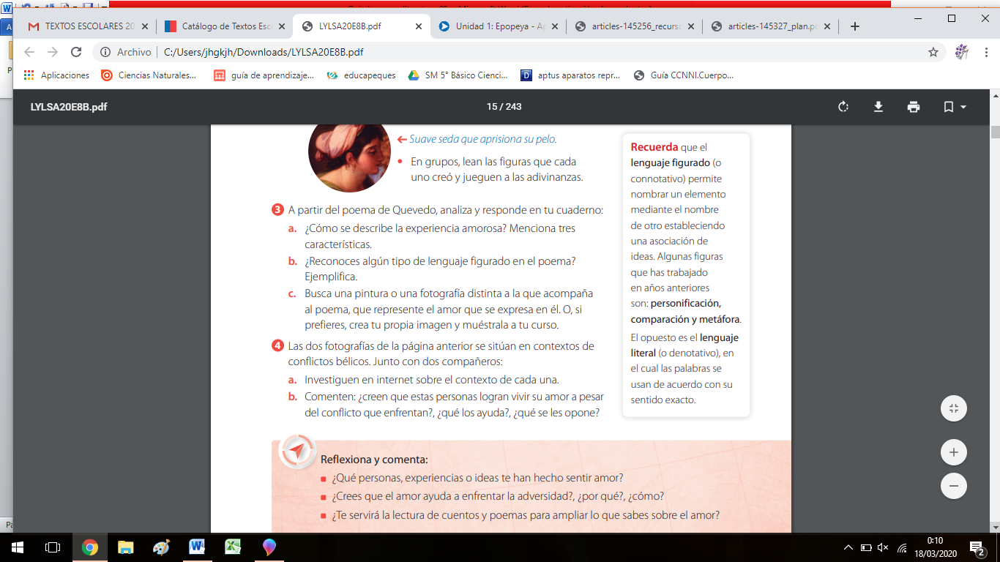 TEXTOS ESCOLARES 20
Catálogo de Textos Esc
LYLSA20E8B.pdf
Unidad 1: Epopeya - Ap
articles-145256_recurso
articles-145327_plan.pd
Archivo
C:/Users/jhgkjh/Downloads/LYLSA20E8B.pdf
Aplicaciones
Ciencias Naturales...
guía de aprendizaje...
educapeques
SM 5° Básico Cienci...
aptus aparatos repr...
Guía CCNNI.Cuerpo...
LYLSA20E8B.pdf
15 / 243
← Suave seda que aprisiona su pelo.
• En grupos, lean las figuras que cada
uno creó y jueguen a las adivinanzas.
3 A partir del poema de Quevedo, analiza y responde en tu cuaderno:
a. ¿Cómo se describe la experiencia amorosa? Menciona tres
características.
b. ¿Reconoces algún tipo de lenguaje figurado en el poema?
Ejemplifica.
c. Busca una pintura o una fotografía distinta a la que acompaña
al poema, que represente el amor que se expresa en él. O, si
prefieres, crea tu propia imagen y muéstrala a tu curso.
4 Las dos fotografías de la página anterior se sitúan en contextos de
conflictos bélicos. Junto con dos compañeros:
a. Investiguen en internet sobre el contexto de cada una.
b. Comenten: ¿creen que estas personas logran vivir su amor a pesar
del conflicto que enfrentan?, ¿qué los ayuda?, ¿qué se les opone?
Recuerda que el
lenguaje figurado (o
connotativo) permite
nombrar un elemento
mediante el nombre
de otro estableciendo
una asociación de
ideas. Algunas figuras
que has trabajado
en años anteriores
son: personificación,
comparación y metáfora.
El opuesto es el lenguaje
literal (o denotativo), en
el cual las palabras se
usan de acuerdo con su
sentido exacto.
Reflexiona y comenta:
¿Qué personas, experiencias o ideas te han hecho sentir amor?
¿Crees que el amor ayuda a enfrentar la adversidad?, ¿por qué?, ¿cómo?
¿Te servirá la lectura de cuentos y poemas para ampliar lo que sabes sobre el amor?
0:10
18/03/2020
2